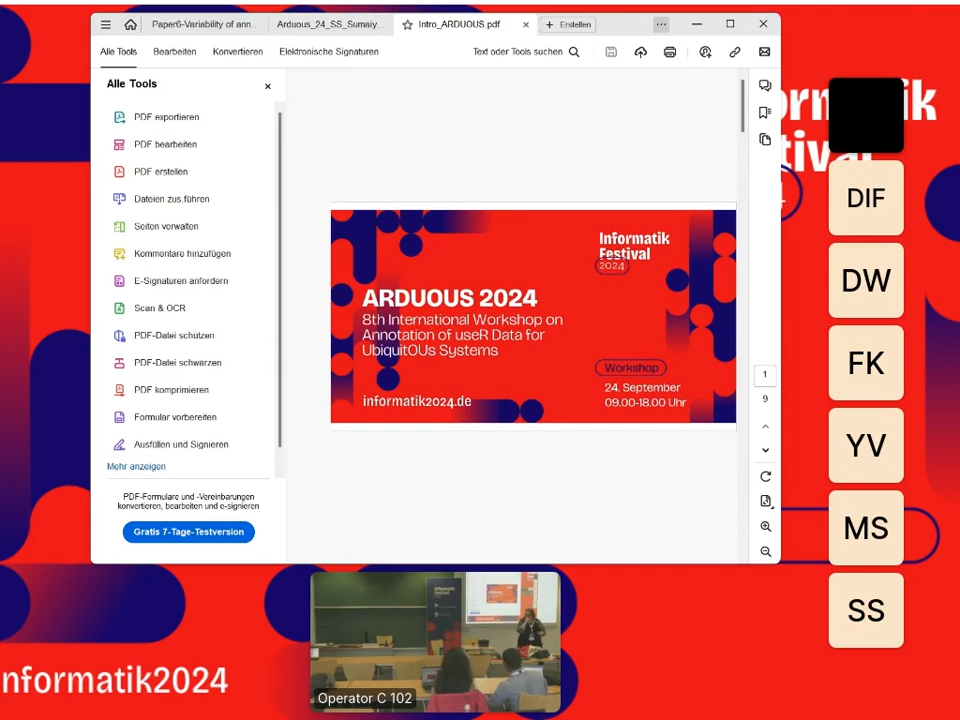 Paper6-Variability of ann...
Arduous_24_SS_Sumaiy...
Intro_ARDUOUS pdf
Erstellen
Alle Tools
Bearbeiten
Konvertieren
Elektronische Signaturen
Text oder Tools suchen
Alle Tools
PDF exportieren
PDF bearbeiten
PDF erstellen
Dateien zus.führen
Seiten verwalten
Kommentare hinzufügen
E-Signaturen anfordern
Scan & OCR
PDF-Datei schützen
PDF-Datei schwärzen
PDF komprimieren
Formular vorbereiten
Ausfüllen und Signieren
Mehr anzeigen
PDF-Formulare und -Vereinbarungen
konvertieren, bearbeiten und e-signieren
Gratis 7-Tage-Testversion
Informatik
Festival
2024
ARDUOUS 2024
8th International Workshop on
Annotation of useR Data for
UbiquitOUs Systems
Workshop
24. September
09.00-18.00 Uhr
informatik2024.de
1
9
DIF
DW
FK
YV
MS
SS
Operator C 102
nformatik2024